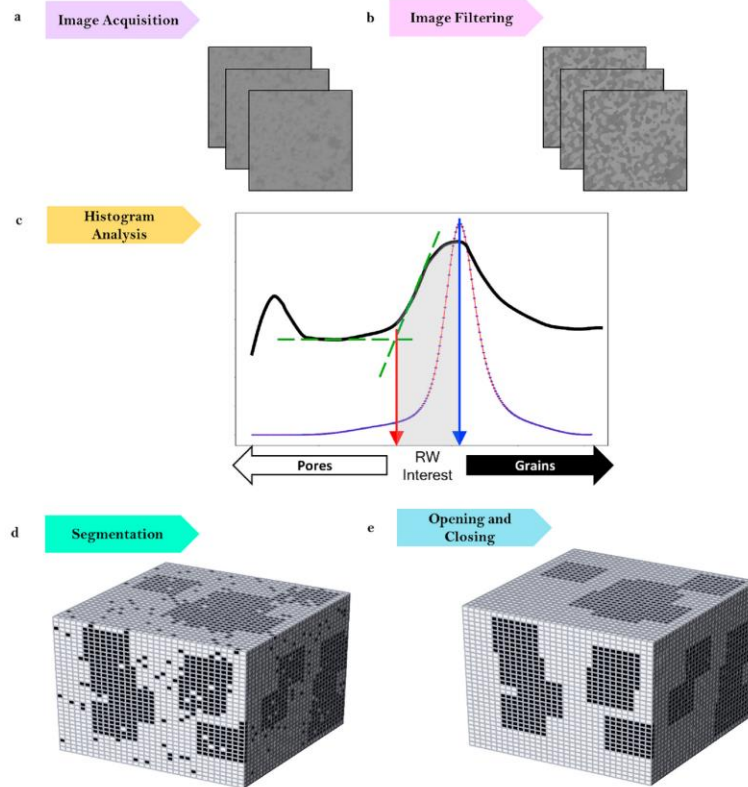 a
Image Acquisition
b
Image Filtering
c
Histogram
Analysis
Pores
RW
Interest
Grains
d
Segmentation
e
Opening and
Closing